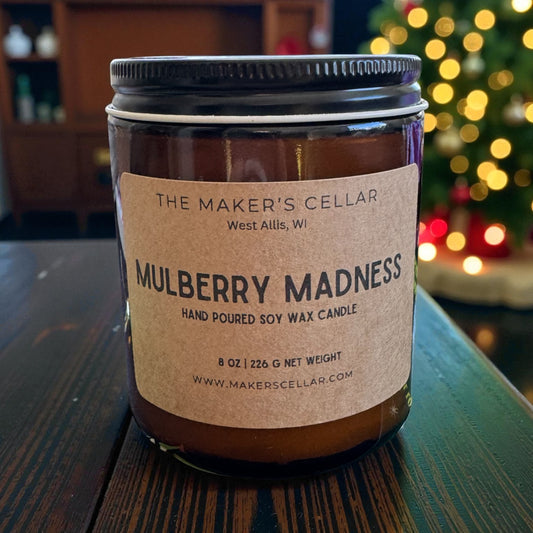 THE MAKER'S CELLAR
West Allis, WI
MULBERRY MADNESS
HAND POURED SOY WAX CANDLE
8 OZ | 226 G NET WEIGHT
WWW.MAKERSCELLAR.COM